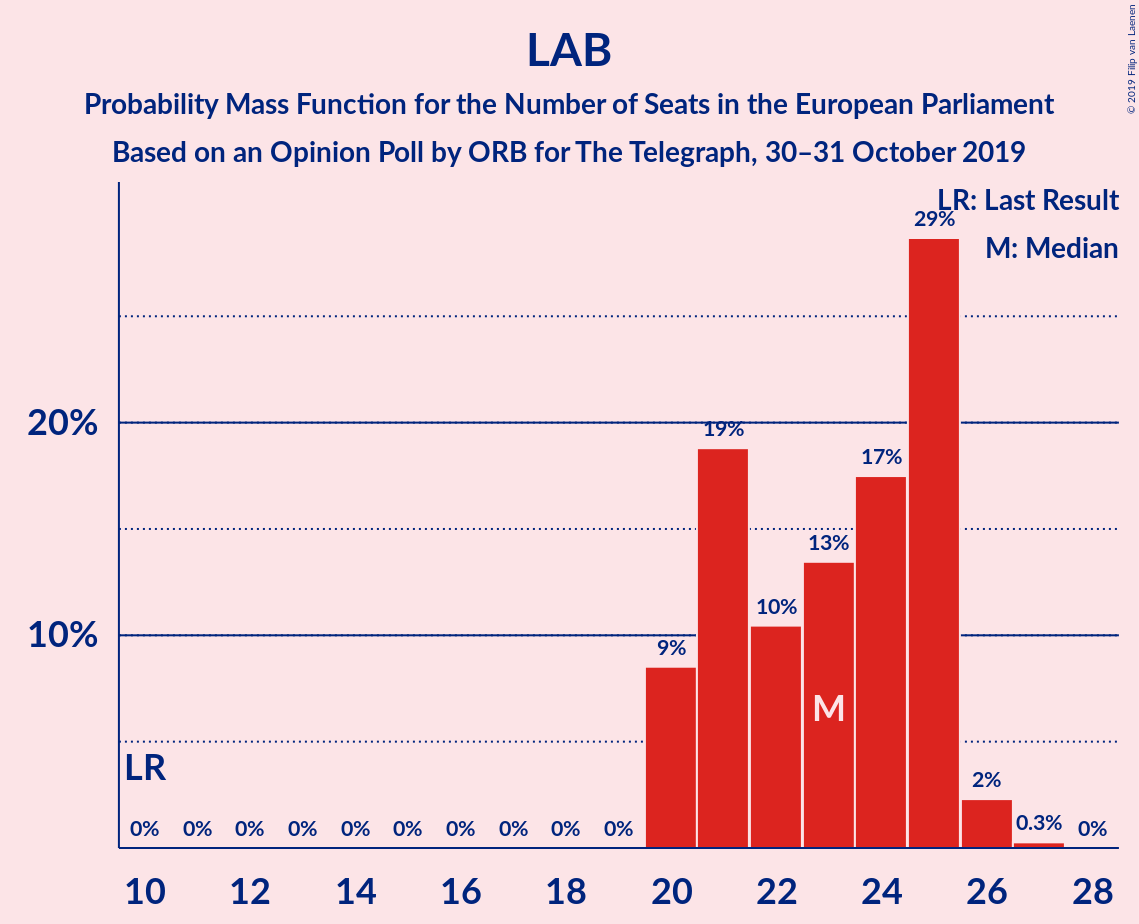 LAB
Probability Mass Function for the Number of Seats in the European Parliament
Based on an Opinion Poll by ORB for The Telegraph, 30–31 October 2019
© 2019 Filip van Laenen
LR: Last Result
M: Median
29%
20%
19%
17%
13%
10%
10%
9%
M
LR
2%
0% 0% 0% 0% 0% 0% 0% 0% 0% 0% 0.3% 0%
10 12 14 16 18 20 22 24 26 28